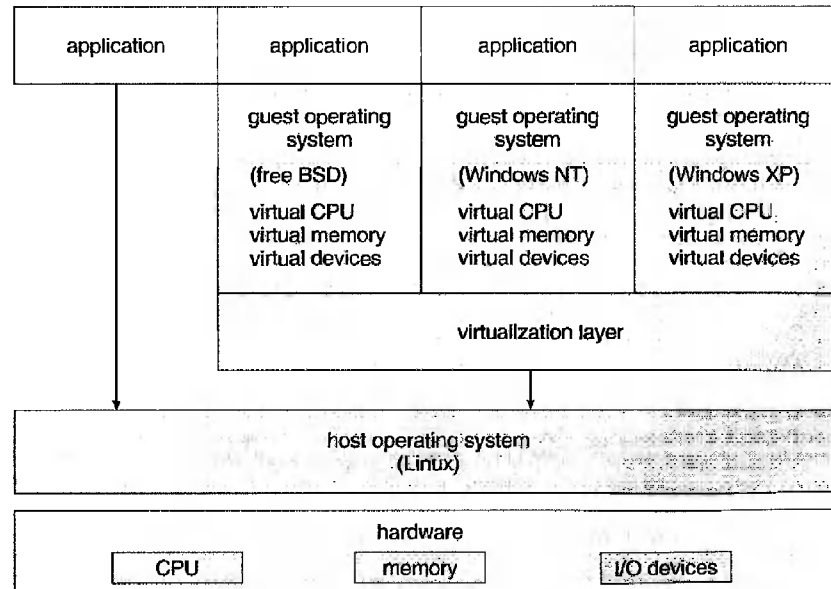 application
application
application
application
guest operating
system
(free BSD)
virtual CPU
virtual memory
virtual devices
guest operating
system
(Windows NT)
virtual CPU
virtual memory
virtual devices
guest operating
system
(Windows XP)
virtual CPU
virtual memory
virtual devices
virtualization layer
host operating system
(Linux)
hardware
CPU
memory
I/O devices